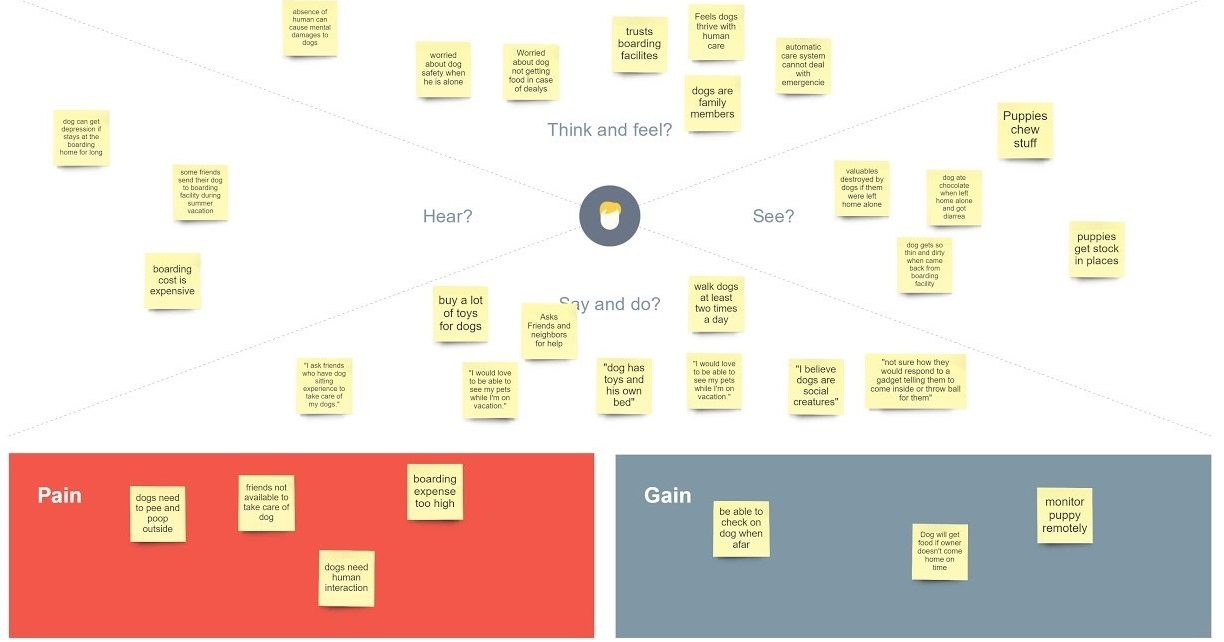 absence of
human can
cause mental
damages to
dogs
worried
about dog
safety when
he is alone
Worried
about dog
not getting
food in case
of dealys
trusts
boarding
facilites
Feels dogs
thrive with
human
care
automatic
care system
cannot deal
with
emergencie
dogs are
family
members
Think and feel?
dog can get
depression if
stays at the
boarding
home for long
some friends
send their dog
to boarding
facility during
summer
vacation
boarding
cost is
expensive
Hear?
See?
Puppies
chew
stuff
valuables
destroyed by
dogs if them
were left
home alone
dog ate
chocolate
when left
home alone
and got
diarrea
dog gets so
thin and dirty
when came
back from
boarding
facility
puppies
get stock
in places
Say and do?
buy a lot
of toys
for dogs
Asks
Friends and
neighbors
for help
walk dogs
at least
two times
a day
"I ask friends
who have dog
sitting
experience to
take care of
my dogs."
"I would love
to be able to
see my pets
while I'm on
vacation."
"dog has
toys and
his own
bed"
"I would love
to be able to
see my pets
while I'm on
vacation."
"I believe
dogs are
social
creatures"
"not sure how they
would respond to a
gadget telling them to
come inside or throw ball
for them"
Pain
dogs need
to pee and
poop
outside
friends not
available to
take care of
dog
boarding
expense
too high
dogs need
human
interaction
Gain
be able to
check on
dog when
afar
Dog will get
food if owner
doesn't come
home on
time
monitor
puppy
remotely